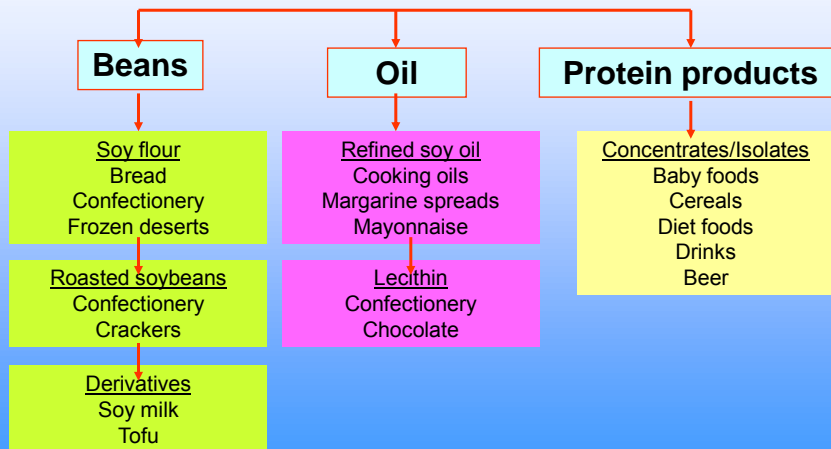 Beans
Soy flour
Bread
Confectionery
Frozen deserts
Roasted soybeans
Confectionery
Crackers
Derivatives
Soy milk
Tofu
Oil
Refined soy oil
Cooking oils
Margarine spreads
Mayonnaise
Lecithin
Confectionery
Chocolate
Protein products
Concentrates/Isolates
Baby foods
Cereals
Diet foods
Drinks
Beer